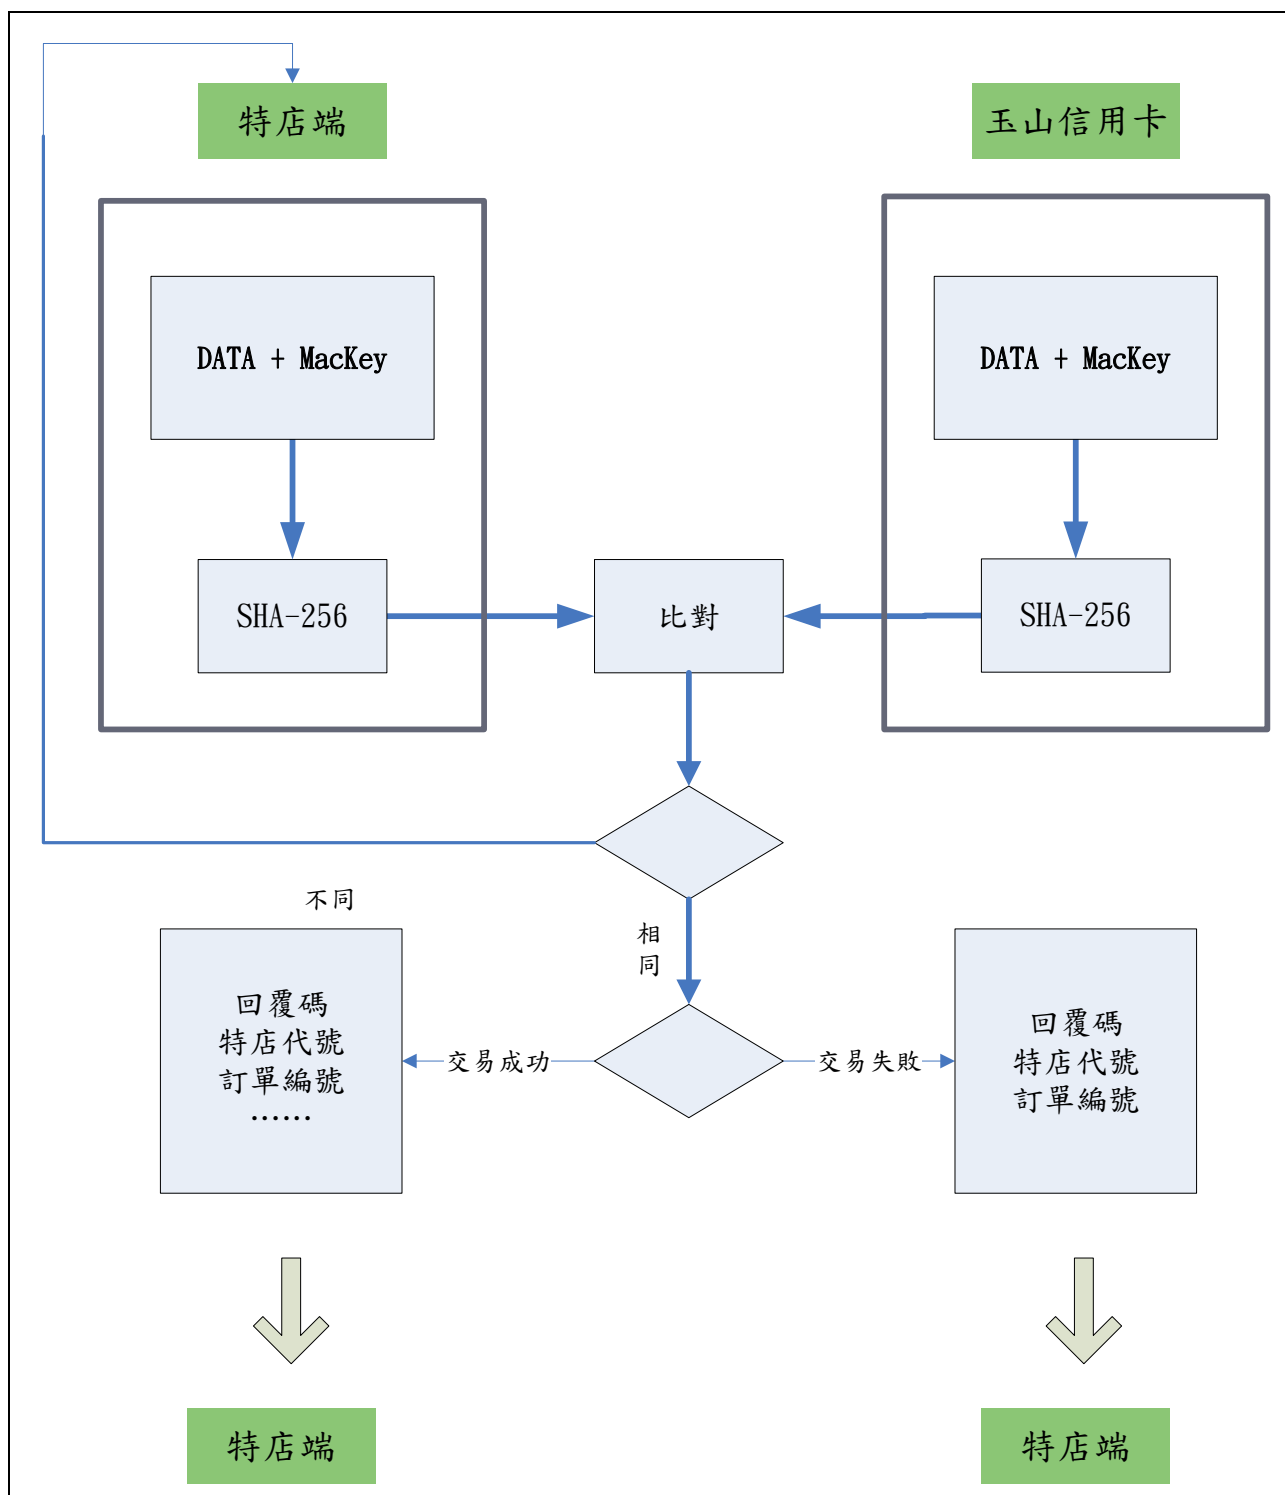 特店端
玉山信用卡
DATA + MacKey
DATA + MacKey
SHA-256
比對
SHA-256
不同
相
同
回覆碼
特店代號
訂單編號
......
交易成功
交易失敗
回覆碼
特店代號
訂單編號
特店端
特店端